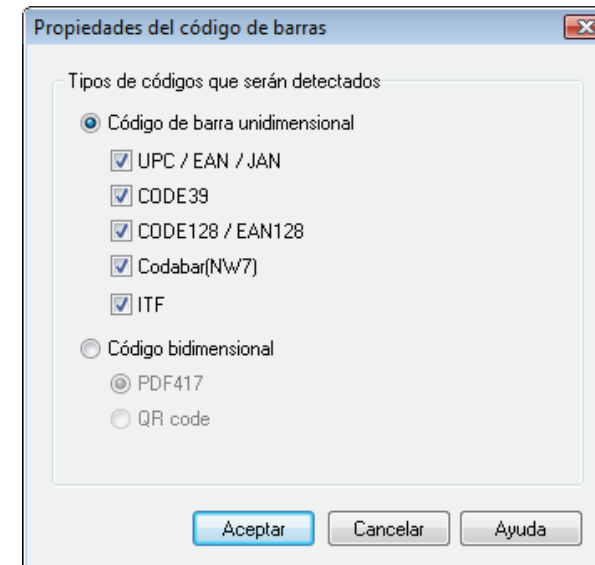 Propiedades del código de barras
Tipos de códigos que serán detectados
Código de barra unidimensional
UPC / EAN / JAN
CODE39
CODE128 / EAN128
Codabar(NW7)
ITF
Código bidimensional
PDF417
QR code
Aceptar Cancelar Ayuda